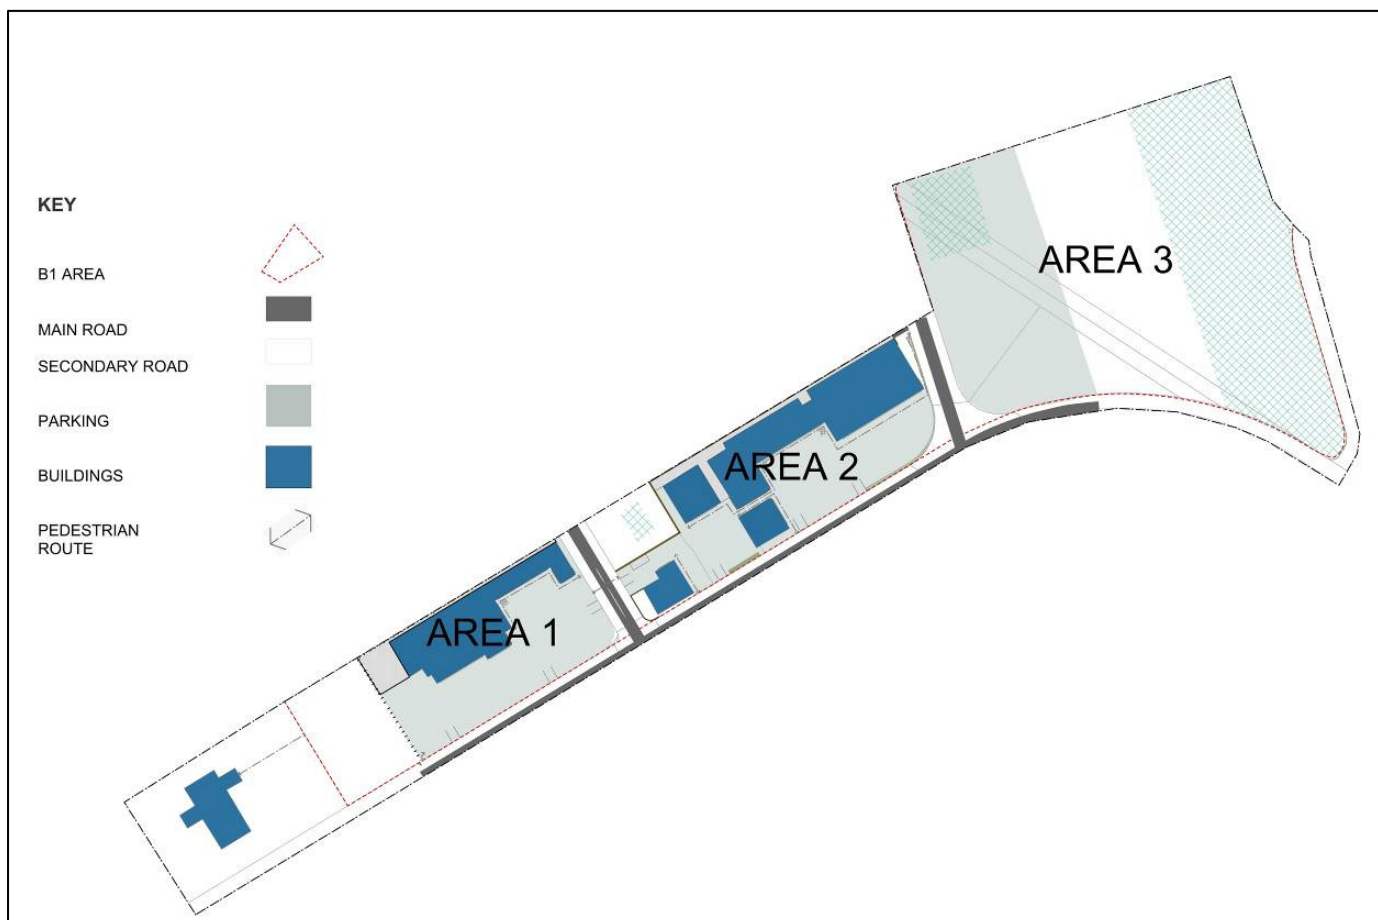 KEY
B1 AREA
MAIN ROAD
SECONDARY ROAD
PARKING
BUILDINGS
PEDESTRIAN
ROUTE
AREA 1
AREA 2
AREA 3